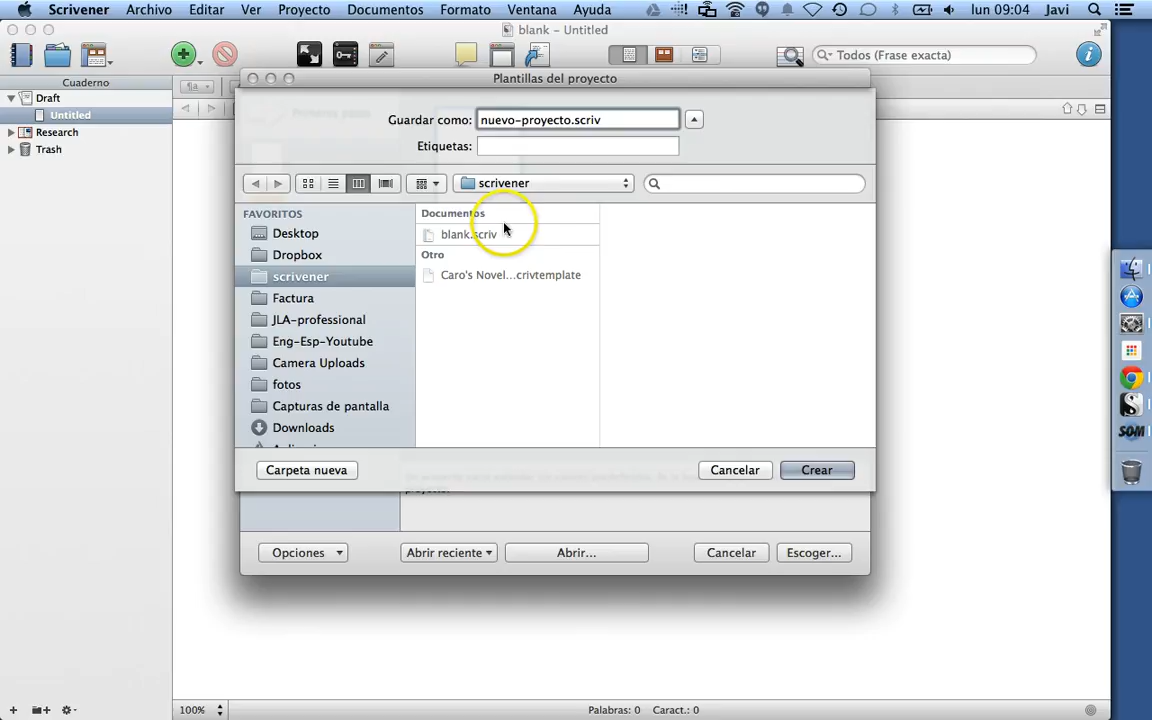 Scrivener Archivo Editar Ver Proyecto Documentos Formato Ventana Ayuda lun 09:04 Javi
blank – Untitled
Todos (Frase exacta)
Cuaderno
Plantillas del proyecto
Draft
Untitled
Research
Trash
Guardar como: nuevo-proyecto.scriv
Etiquetas:
scrivener
FAVORITOS
Desktop
Dropbox
scrivener
Factura
JLA-professional
Eng-Esp-Youtube
Camera Uploads
fotos
Capturas de pantalla
Downloads
Documentos
blank.scriv
Otro
Caro's Novel...crivtemplate
Carpeta nueva Cancelar Crear
Opciones Abrir reciente Abrir... Cancelar Escoger...
100% Palabras: 0 Caract.: 0
SOM